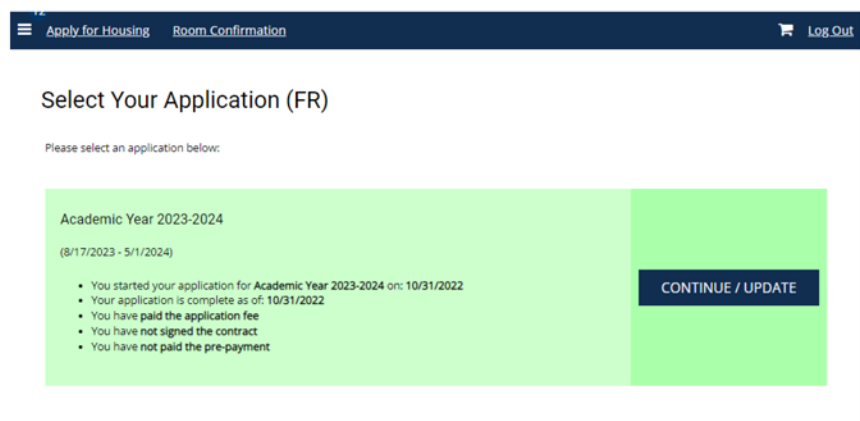 12
Apply for Housing Room Confirmation Log Out
Select Your Application (FR)
Please select an application below:
Academic Year 2023-2024
(8/17/2023 - 5/1/2024)
• You started your application for Academic Year 2023-2024 on: 10/31/2022
• Your application is complete as of: 10/31/2022
• You have paid the application fee
• You have not signed the contract
• You have not paid the pre-payment
CONTINUE / UPDATE